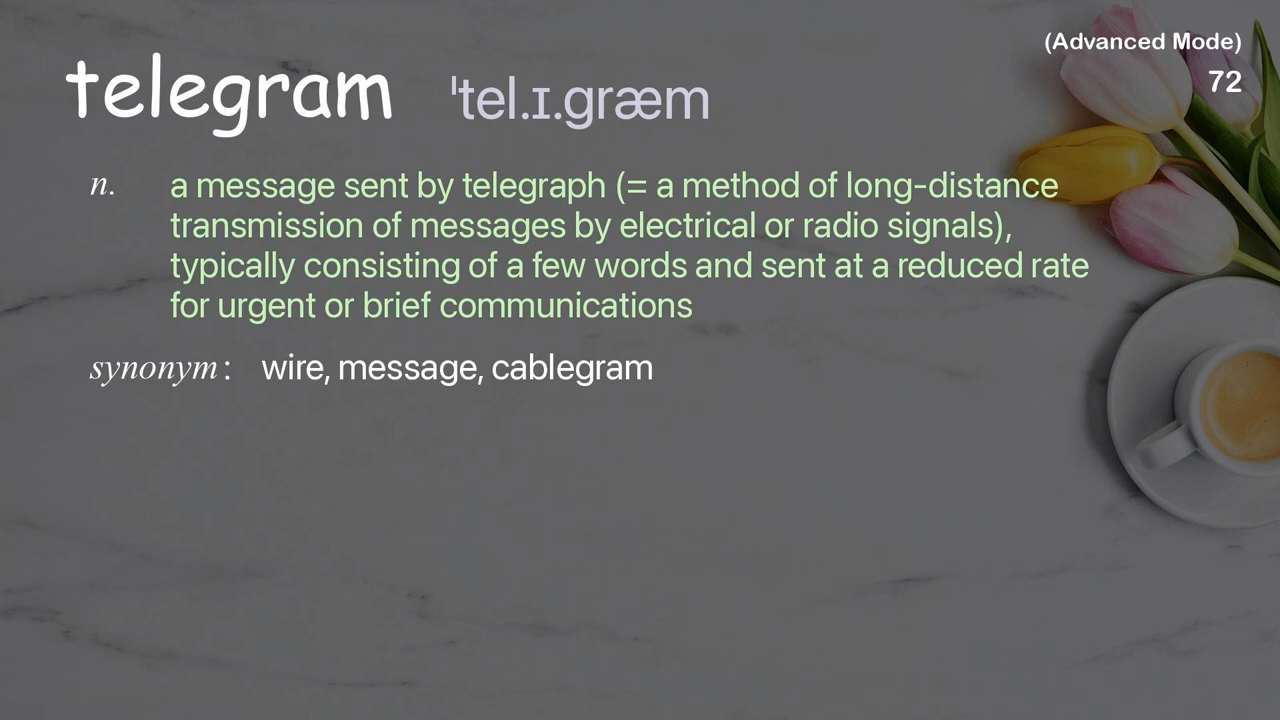 (Advanced Mode)
72
telegram ˈtel.ɪ.græm
n. a message sent by telegraph (= a method of long-distance
transmission of messages by electrical or radio signals),
typically consisting of a few words and sent at a reduced rate
for urgent or brief communications
synonym: wire, message, cablegram